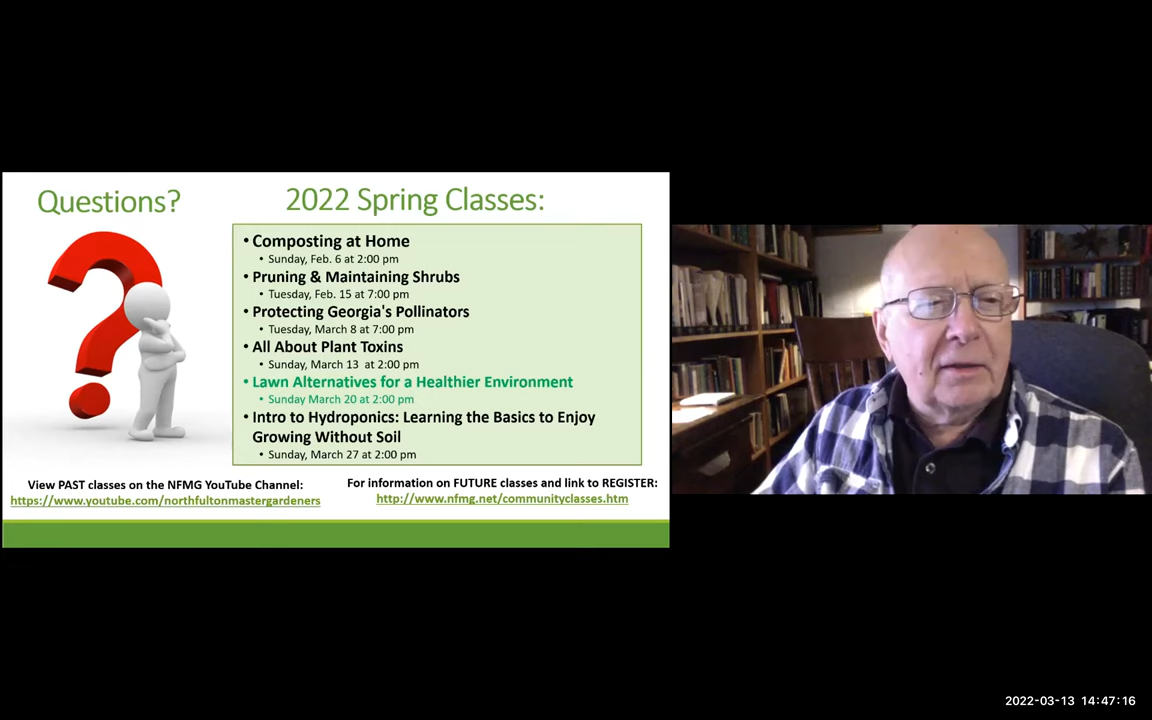 Questions?
2022 Spring Classes:
• Composting at Home
• Sunday, Feb. 6 at 2:00 pm
• Pruning & Maintaining Shrubs
• Tuesday, Feb. 15 at 7:00 pm
• Protecting Georgia's Pollinators
• Tuesday, March 8 at 7:00 pm
• All About Plant Toxins
• Sunday, March 13 at 2:00 pm
• Lawn Alternatives for a Healthier Environment
• Sunday March 20 at 2:00 pm
• Intro to Hydroponics: Learning the Basics to Enjoy
Growing Without Soil
• Sunday, March 27 at 2:00 pm
View PAST classes on the NFMG YouTube Channel:
https://www.youtube.com/northfultonmastergardeners
For information on FUTURE classes and link to REGISTER:
http://www.nfmg.net/communityclasses.htm
2022-03-13 14:47:16